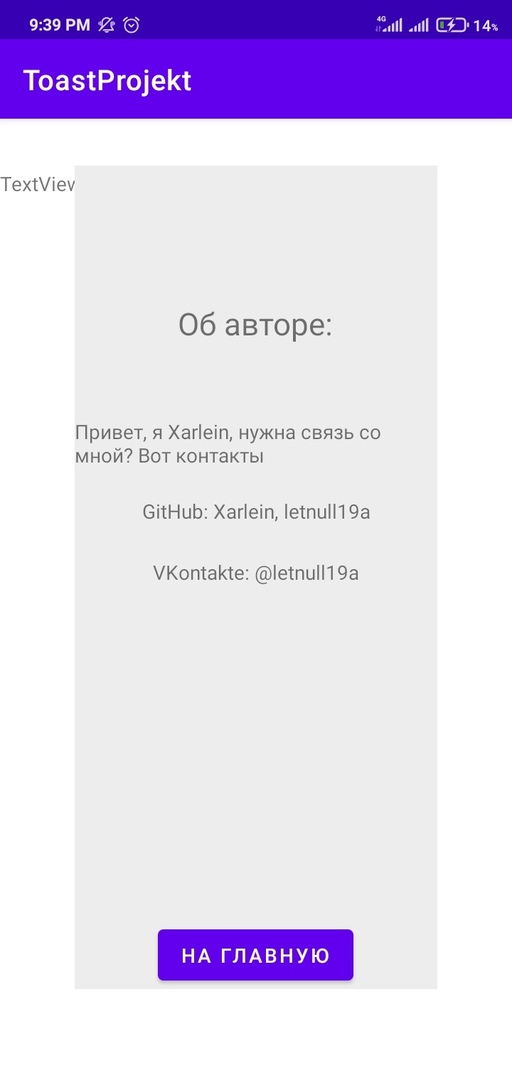 9:39 PM 4G 14%
ToastProjekt
TextView
Об авторе:
Привет, я Xarlein, нужна связь со
мной? Вот контакты
GitHub: Xarlein, letnull19a
VKontakte: @letnull19a
НА ГЛАВНУЮ